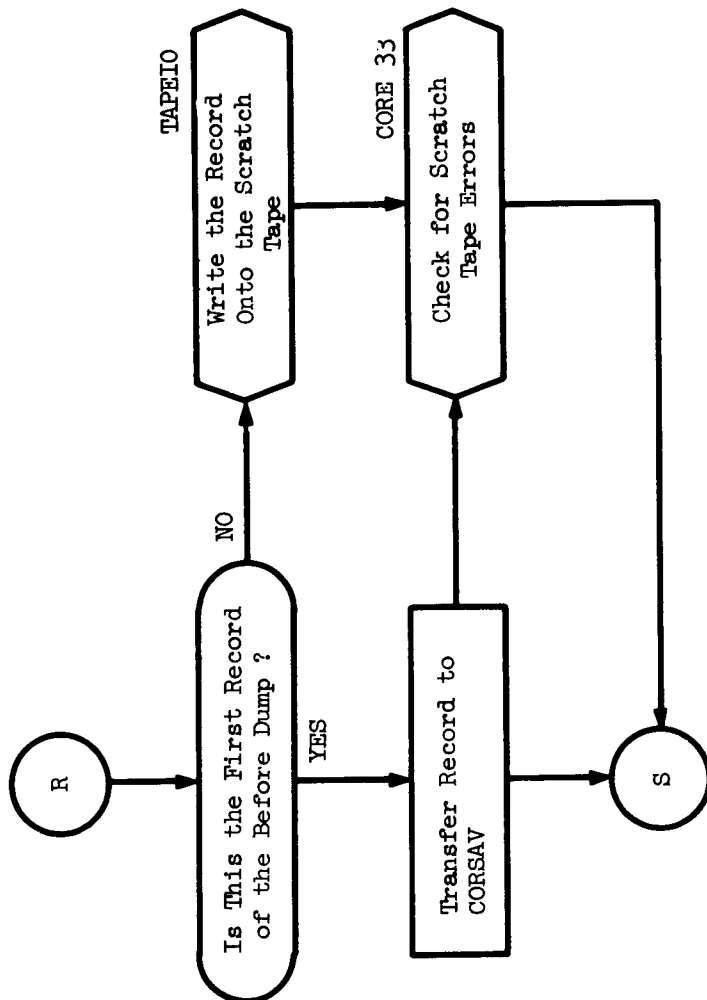 R
Is This the First Record
of the Before Dump ?
NO
YES
TAPEIO
Write the Record
Onto the Scratch
Tape
Transfer Record to
CORSAV
CORE 33
Check for Scratch
Tape Errors
S